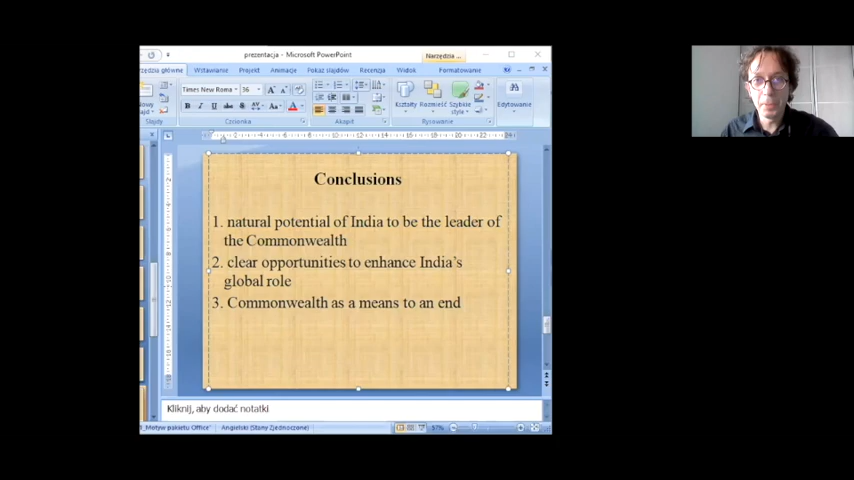 prezentacja - Microsoft PowerPoint
Narzędzia ...
Wstawianie Projekt Animacje Pokaz slajdów Recenzja Widok Formatowanie
Times New Roma 36
Kształty Rozmieść Szybkie style Edytowanie
Slajdy Czcionka Akapit Rysowanie
Conclusions
1. natural potential of India to be the leader of
the Commonwealth
2. clear opportunities to enhance India's
global role
3. Commonwealth as a means to an end
Kliknij, aby dodać notatki
Motyw pakietu Office" Angielski (Stany Zjednoczone) 57%